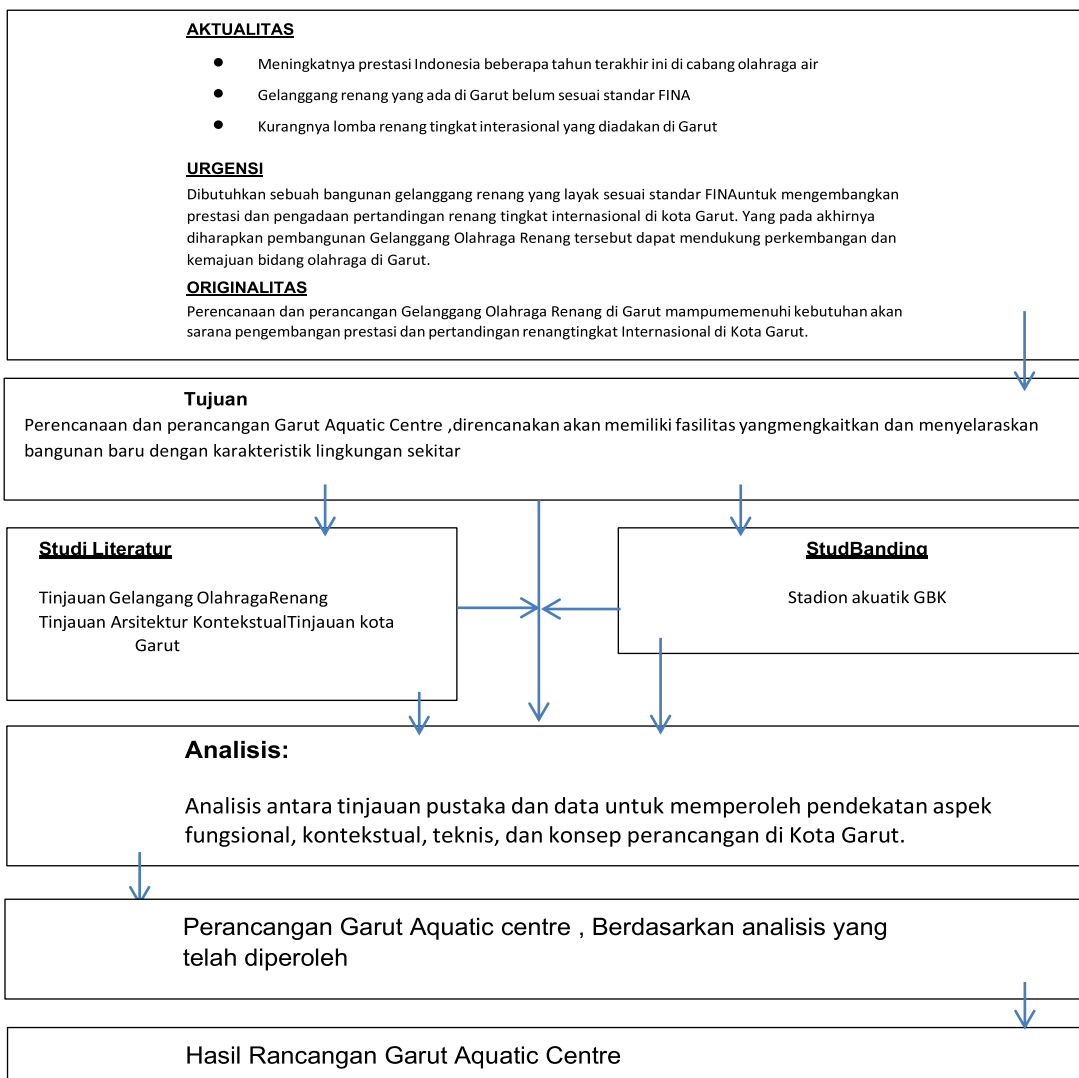 AKTUALITAS
● Meningkatnya prestasi Indonesia beberapa tahun terakhir ini di cabang olahraga air
● Gelanggang renang yang ada di Garut belum sesuai standar FINA
● Kurangnya lomba renang tingkat interasional yang diadakan di Garut
URGENSI
Dibutuhkan sebuah bangunan gelanggang renang yang layak sesuai standar FINAuntuk mengembangkan
prestasi dan pengadaan pertandingan renang tingkat internasional di kota Garut. Yang pada akhirnya
diharapkan pembangunan Gelanggang Olahraga Renang tersebut dapat mendukung perkembangan dan
kemajuan bidang olahraga di Garut.
ORIGINALITAS
Perencanaan dan perancangan Gelanggang Olahraga Renang di Garut mampumemenuhi kebutuhan akan
sarana pengembangan prestasi dan pertandingan renangtingkat Internasional di Kota Garut.
Tujuan
Perencanaan dan perancangan Garut Aquatic Centre ,direncanakan akan memiliki fasilitas yangmengkaitkan dan menyelaraskan
bangunan baru dengan karakteristik lingkungan sekitar
Studi Literatur
Tinjauan Gelangang OlahragaRenang
Tinjauan Arsitektur KontekstualTinjauan kota
Garut
StudBanding
Stadion akuatik GBK
Analisis:
Analisis antara tinjauan pustaka dan data untuk memperoleh pendekatan aspek
fungsional, kontekstual, teknis, dan konsep perancangan di Kota Garut.
Perancangan Garut Aquatic centre , Berdasarkan analisis yang
telah diperoleh
Hasil Rancangan Garut Aquatic Centre